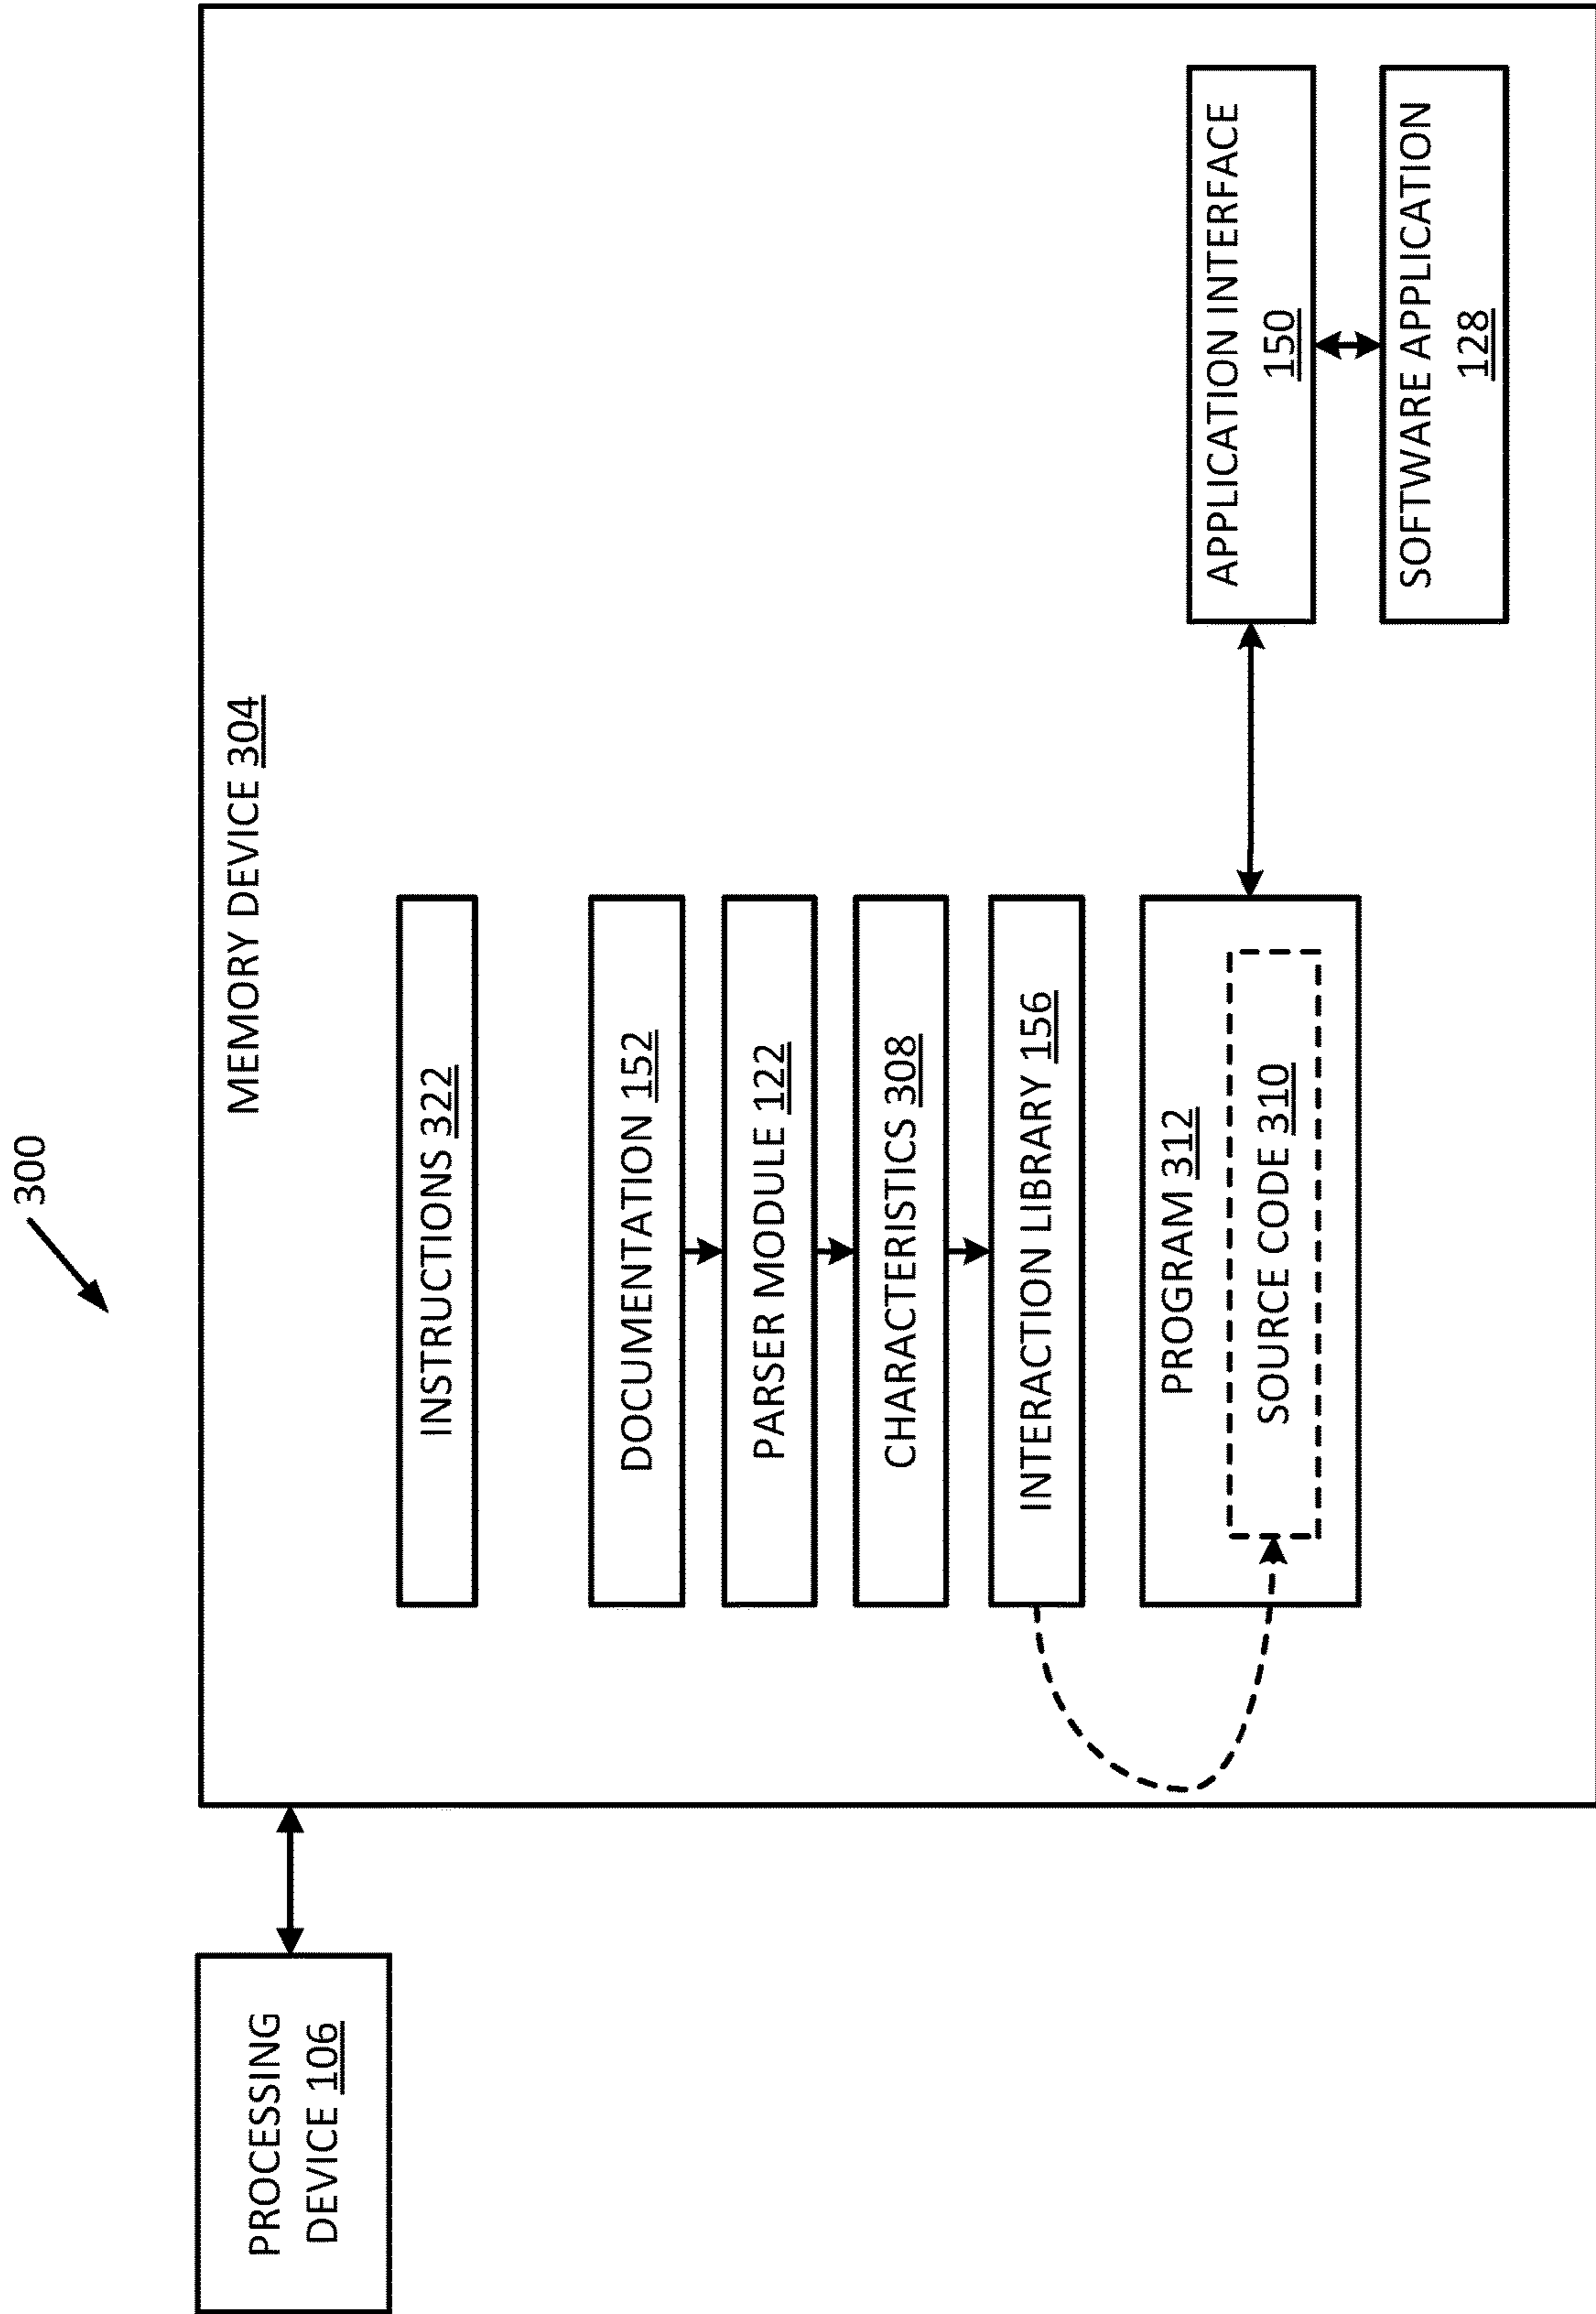 300
PROCESSING
DEVICE 106
MEMORY DEVICE 304
INSTRUCTIONS 322
DOCUMENTATION 152
PARSER MODULE 122
CHARACTERISTICS 308
INTERACTION LIBRARY 156
PROGRAM 312
SOURCE CODE 310
APPLICATION INTERFACE
150
SOFTWARE APPLICATION
128